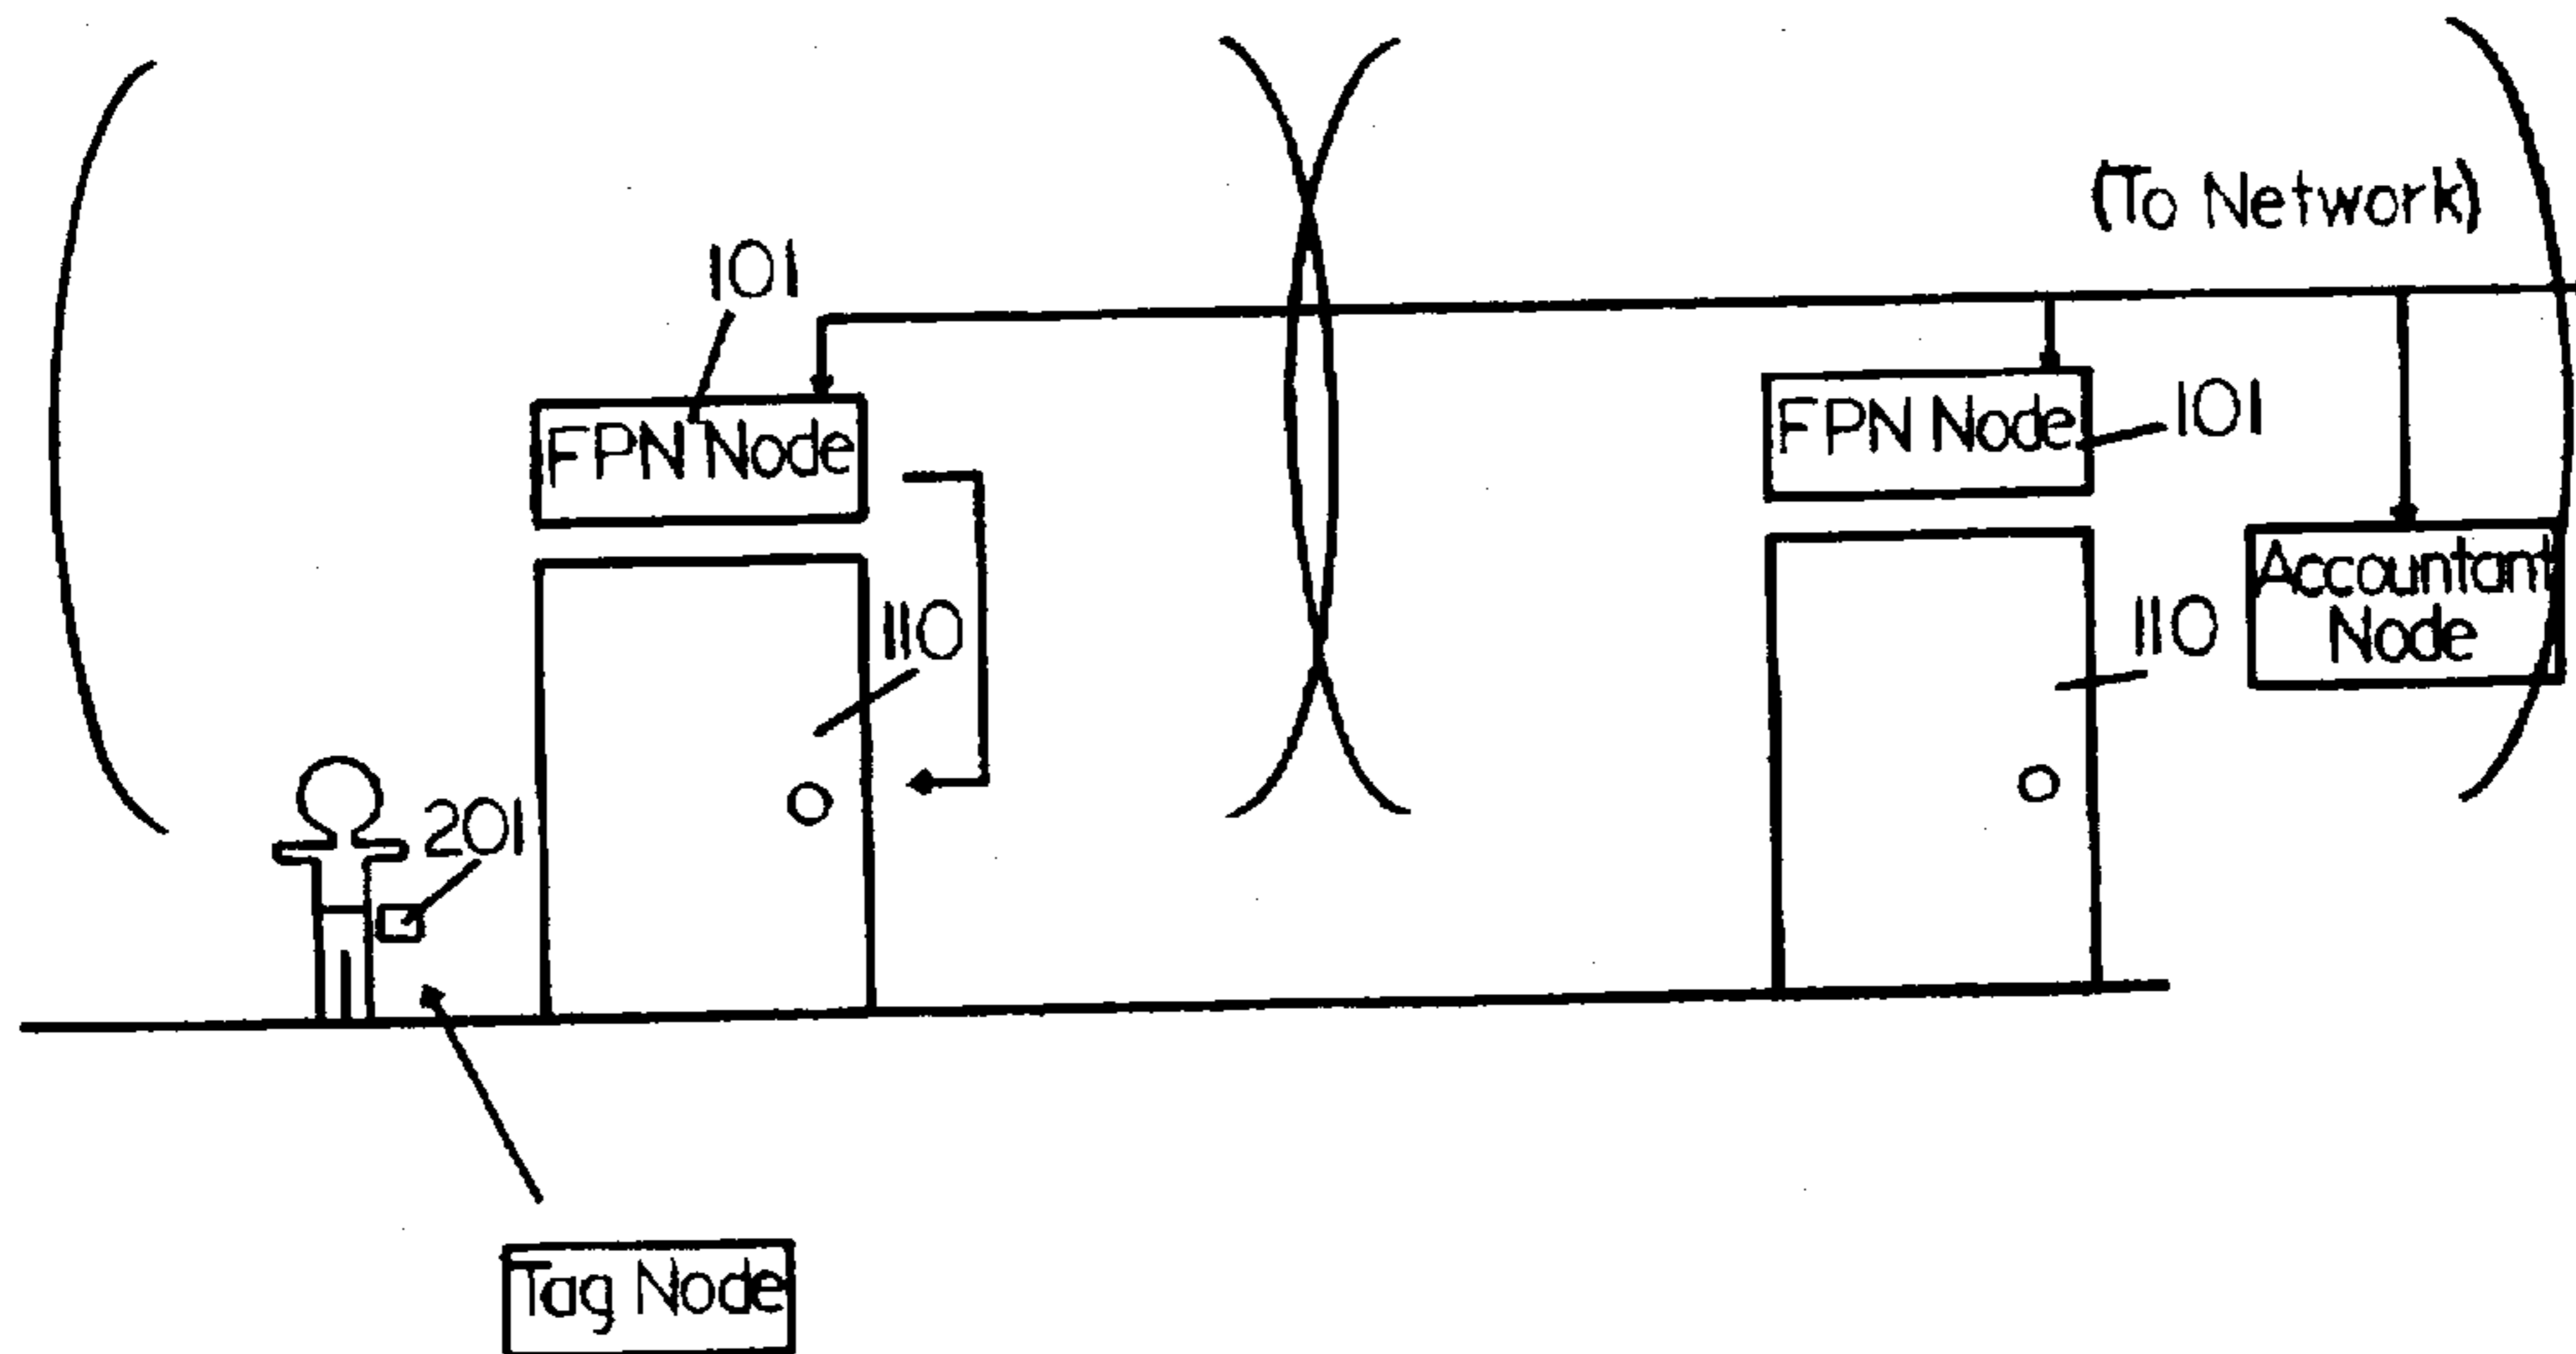 (To Network)
101
FPN Node
FPN Node
101
110
Accountant
Node
110
201
Tag Node